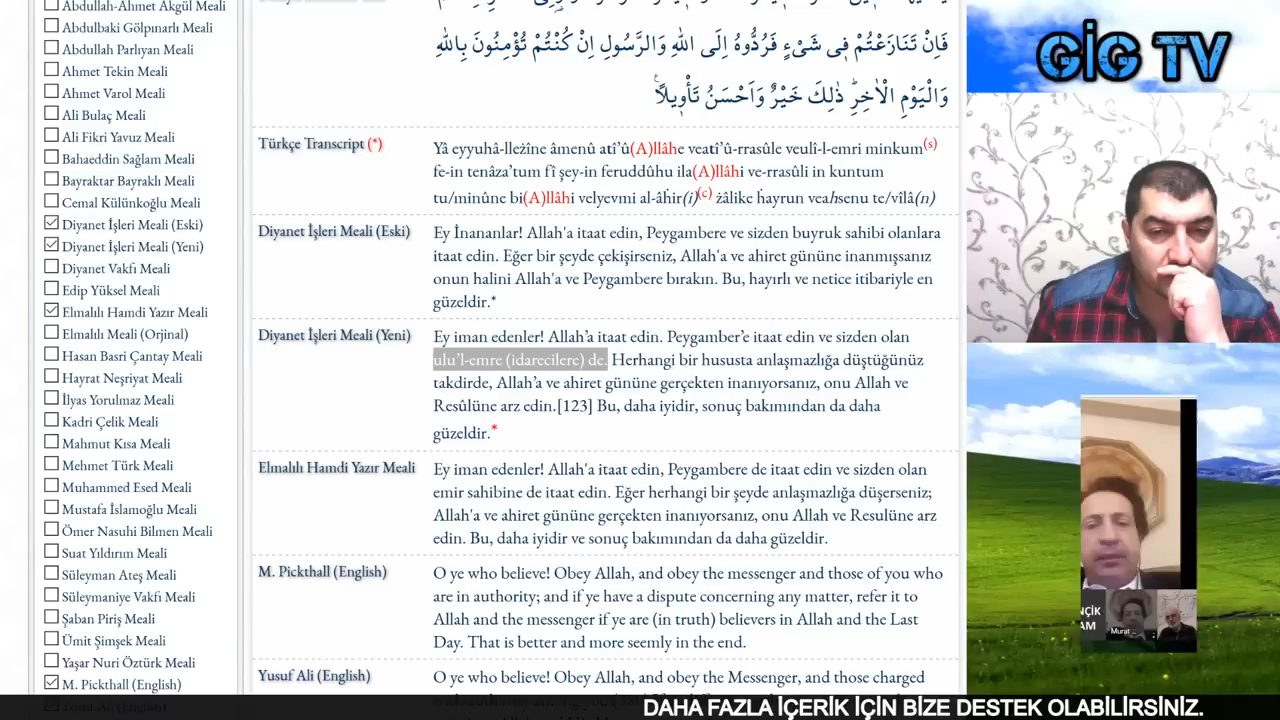 Abdullah-Ahmet Akgül Meali
Abdulbaki Gölpınarlı Meali
Abdullah Parlıyan Meali
Ahmet Tekin Meali
Ahmet Varol Meali
Ali Bulaç Meali
Ali Fikri Yavuz Meali
Bahaeddin Sağlam Meali
Bayraktar Bayraklı Meali
Cemal Külünkoğlu Meali
Diyanet İşleri Meali (Eski)
Diyanet İşleri Meali (Yeni)
Diyanet Vakfı Meali
Edip Yüksel Meali
Elmalılı Hamdi Yazır Meali
Elmalılı Meali (Orjinal)
Hasan Basri Çantay Meali
Hayrat Neşriyat Meali
İlyas Yorulmaz Meali
Kadri Çelik Meali
Mahmut Kısa Meali
Mehmet Türk Meali
Muhammed Esed Meali
Mustafa İslamoğlu Meali
Ömer Nasuhi Bilmen Meali
Suat Yıldırım Meali
Süleyman Ateş Meali
Süleymaniye Vakfı Meali
Şaban Piriş Meali
Ümit Şimşek Meali
Yaşar Nuri Öztürk Meali
M. Pickthall (English)
Yusuf Ali (English)
فَاِنْ تَنَازَعْتُمْ ف۪ي شَيْءٍ فَرُدُّوهُ اِلَى اللّٰهِ وَالرَّسُولِ اِنْ كُنْتُمْ تُؤْمِنُونَ بِاللّٰهِ
وَالْيَوْمِ الْاٰخِرِۜ ذٰلِكَ خَيْرٌ وَاَحْسَنُ تَأْو۪يلًا۟
Türkçe Transcript (*)
Yâ eyyuhâ-lleżîne âmenû atî’û(A)llâhe veatî’û-rrasûle veulî-l-emri minkum(s)
fe-in tenâza’tum fî şey-in feruddûhu ila(A)llâhi ve-rrasûli in kuntum
tu/minûne bi(A)llâhi velyevmi al-âḣir(i)(c) żâlike ḣayrun veahsenu te/vîlâ(n)
Diyanet İşleri Meali (Eski)
Ey İnananlar! Allah'a itaat edin, Peygambere ve sizden buyruk sahibi olanlara
itaat edin. Eğer bir şeyde çekişirseniz, Allah'a ve ahiret gününe inanmışsanız
onun halini Allah'a ve Peygambere bırakın. Bu, hayırlı ve netice itibariyle en
güzeldir.*
Diyanet İşleri Meali (Yeni)
Ey iman edenler! Allah’a itaat edin. Peygamber’e itaat edin ve sizden olan
ulu’l-emre (idarecilere) de. Herhangi bir hususta anlaşmazlığa düştüğünüz
takdirde, Allah’a ve ahiret gününe gerçekten inanıyorsanız, onu Allah ve
Resûlüne arz edin.[123] Bu, daha iyidir, sonuç bakımından da daha
güzeldir.*
Elmalılı Hamdi Yazır Meali
Ey iman edenler! Allah'a itaat edin, Peygambere de itaat edin ve sizden olan
emir sahibine de itaat edin. Eğer herhangi bir şeyde anlaşmazlığa düşerseniz;
Allah'a ve ahiret gününe gerçekten inanıyorsanız, onu Allah ve Resulüne arz
edin. Bu, daha iyidir ve sonuç bakımından da daha güzeldir.
M. Pickthall (English)
O ye who believe! Obey Allah, and obey the messenger and those of you who
are in authority; and if ye have a dispute concerning any matter, refer it to
Allah and the messenger if ye are (in truth) believers in Allah and the Last
Day. That is better and more seemly in the end.
Yusuf Ali (English)
O ye who believe! Obey Allah, and obey the Messenger, and those charged
GİG TV
NÇİK
AM
Murat ...
DAHA FAZLA İÇERİK İÇİN BİZE DESTEK OLABİLİRSİNİZ.